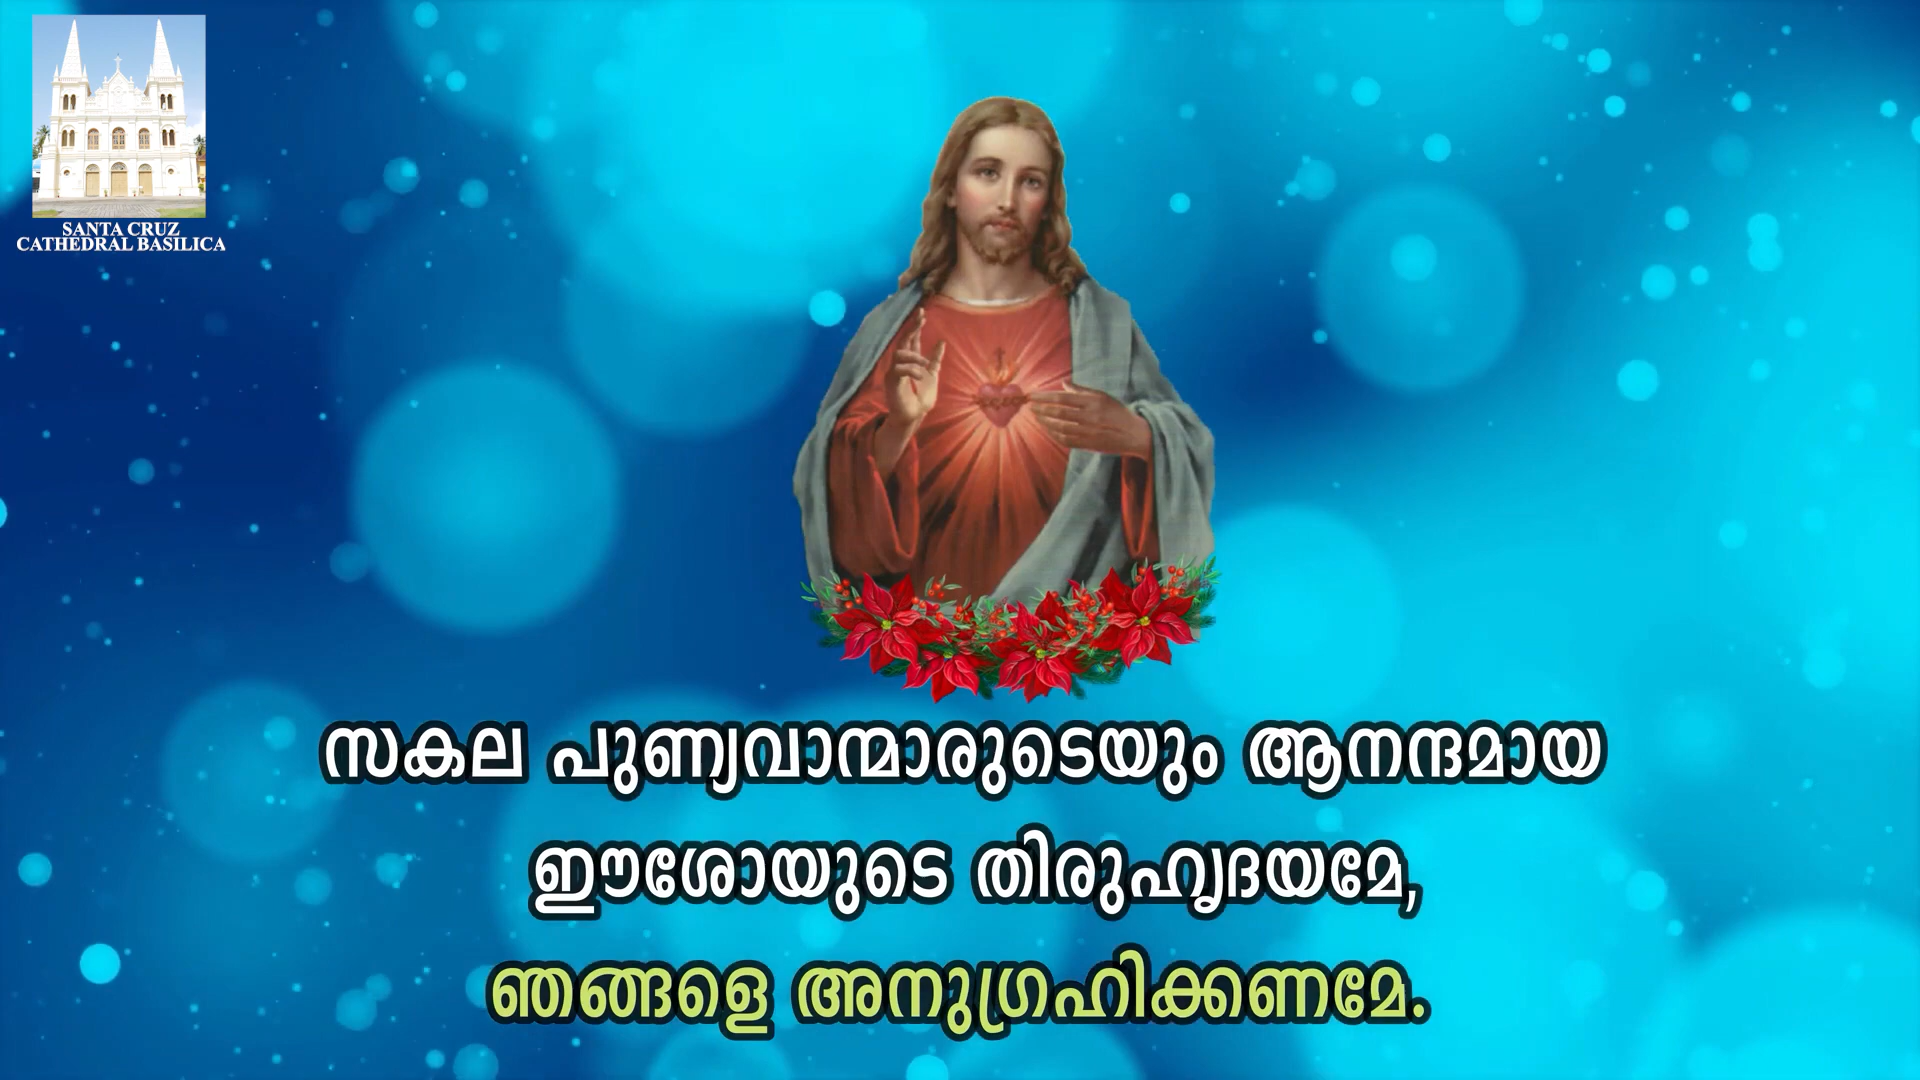 SANTA CRUZ
CATHEDRAL BASILICA
സകല പുണ്യവാന്മാരുടെയും ആനന്ദമായ
ഈശോയുടെ തിരുഹൃദയമേ,
ഞങ്ങളെ അനുഗ്രഹിക്കണമേ.